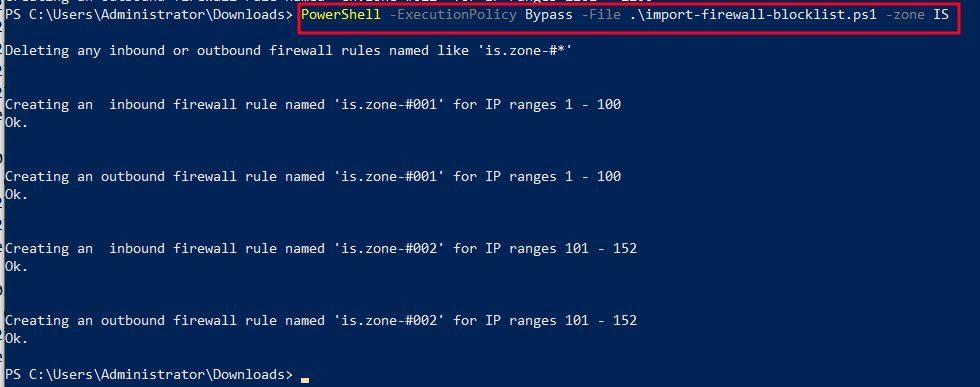 PS C:\Users\Administrator\Downloads> PowerShell -ExecutionPolicy Bypass -File .\import-firewall-blocklist.ps1 -zone IS
Deleting any inbound or outbound firewall rules named like 'is.zone-#*'
Creating an  inbound firewall rule named 'is.zone-#001' for IP ranges 1 - 100
Ok.
Creating an outbound firewall rule named 'is.zone-#001' for IP ranges 1 - 100
Ok.
Creating an  inbound firewall rule named 'is.zone-#002' for IP ranges 101 - 152
Ok.
Creating an outbound firewall rule named 'is.zone-#002' for IP ranges 101 - 152
Ok.
PS C:\Users\Administrator\Downloads>